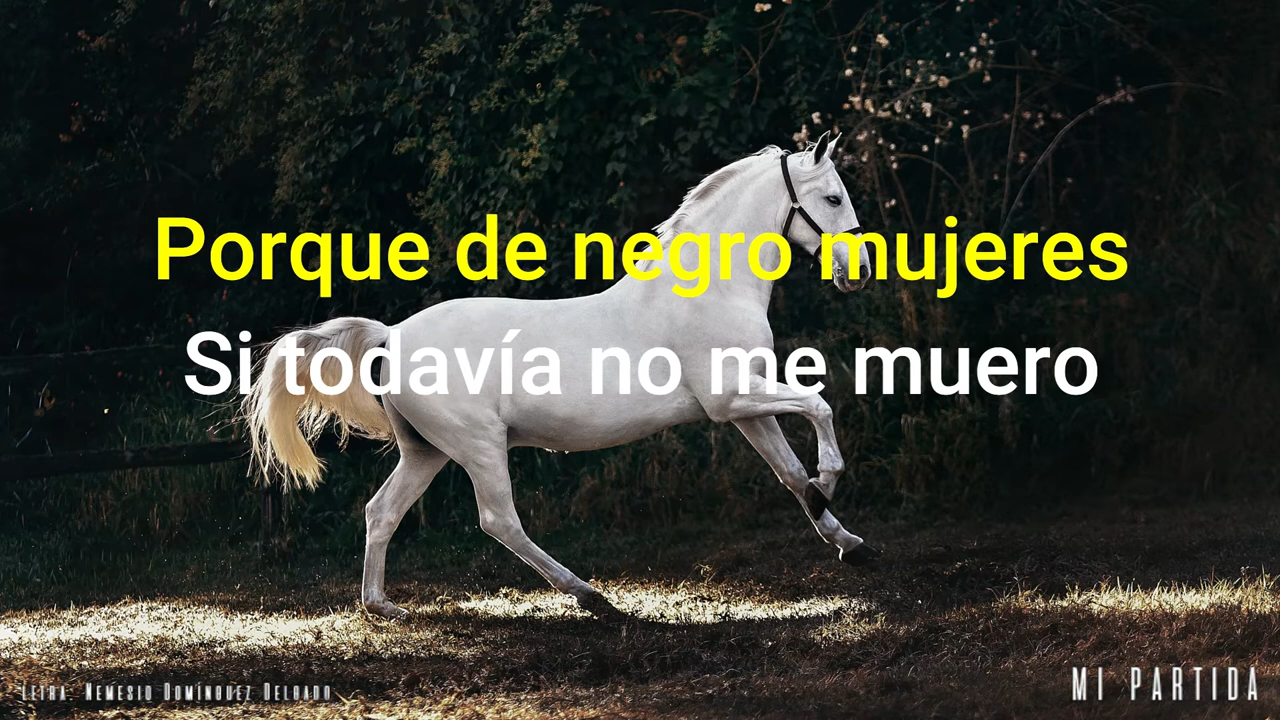 Porque de negro mujeres
Si todavía no me muero
Letra: Nemesio Domínguez Delgado
MI PARTIDA